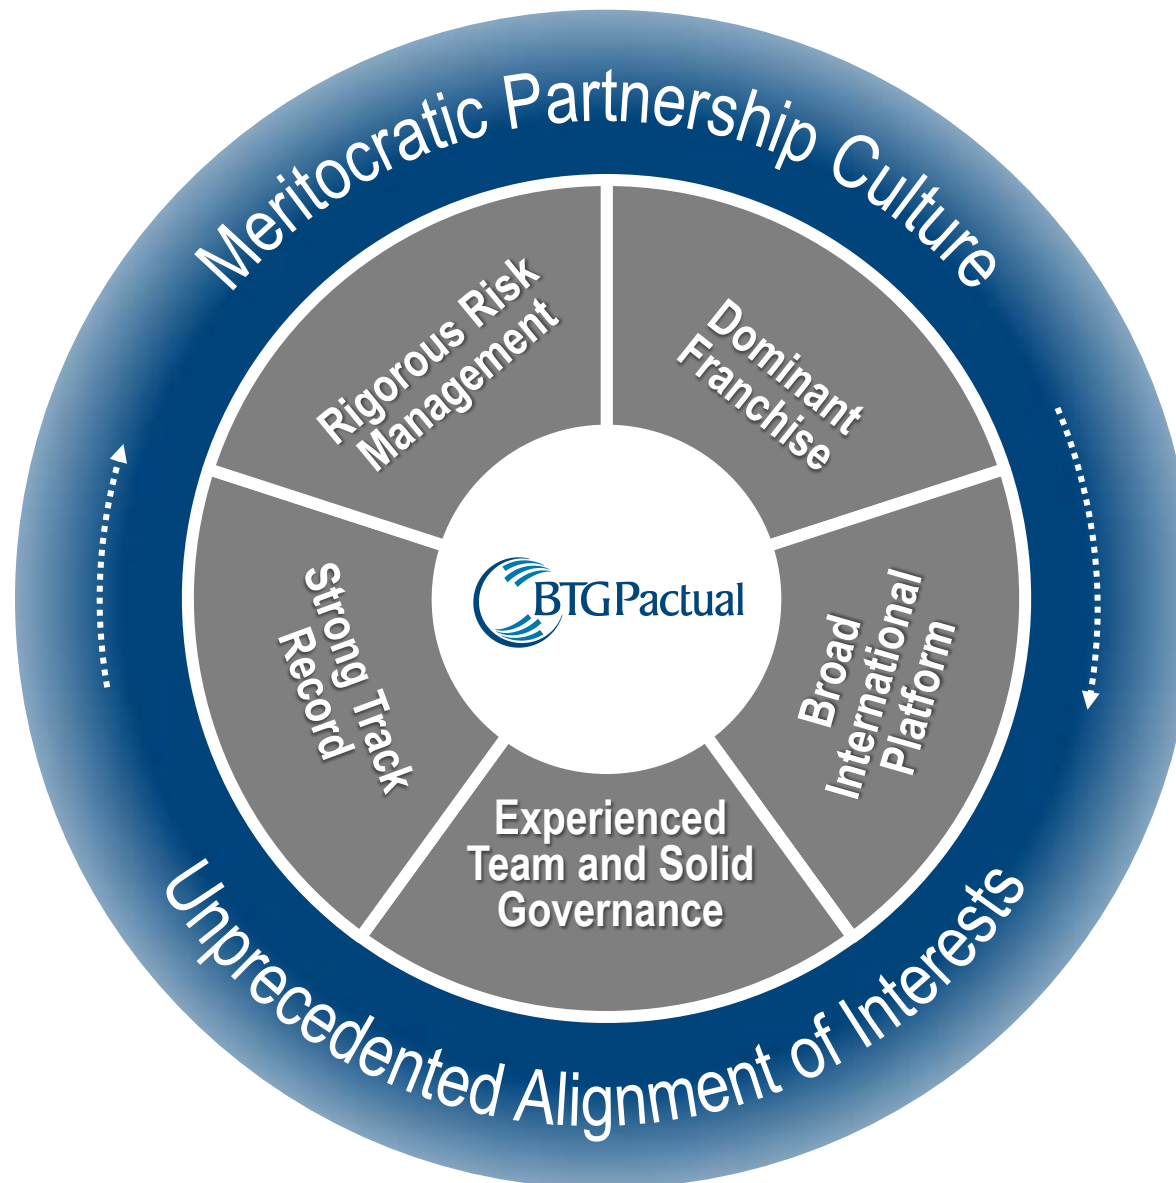 Meritocratic Partnership Culture
Rigorous Risk
Management
Dominant
Franchise
Strong Track
Record
BTGPactual
Broad
International
Platform
Experienced
Team and Solid
Governance
Unprecedented Alignment of Interests